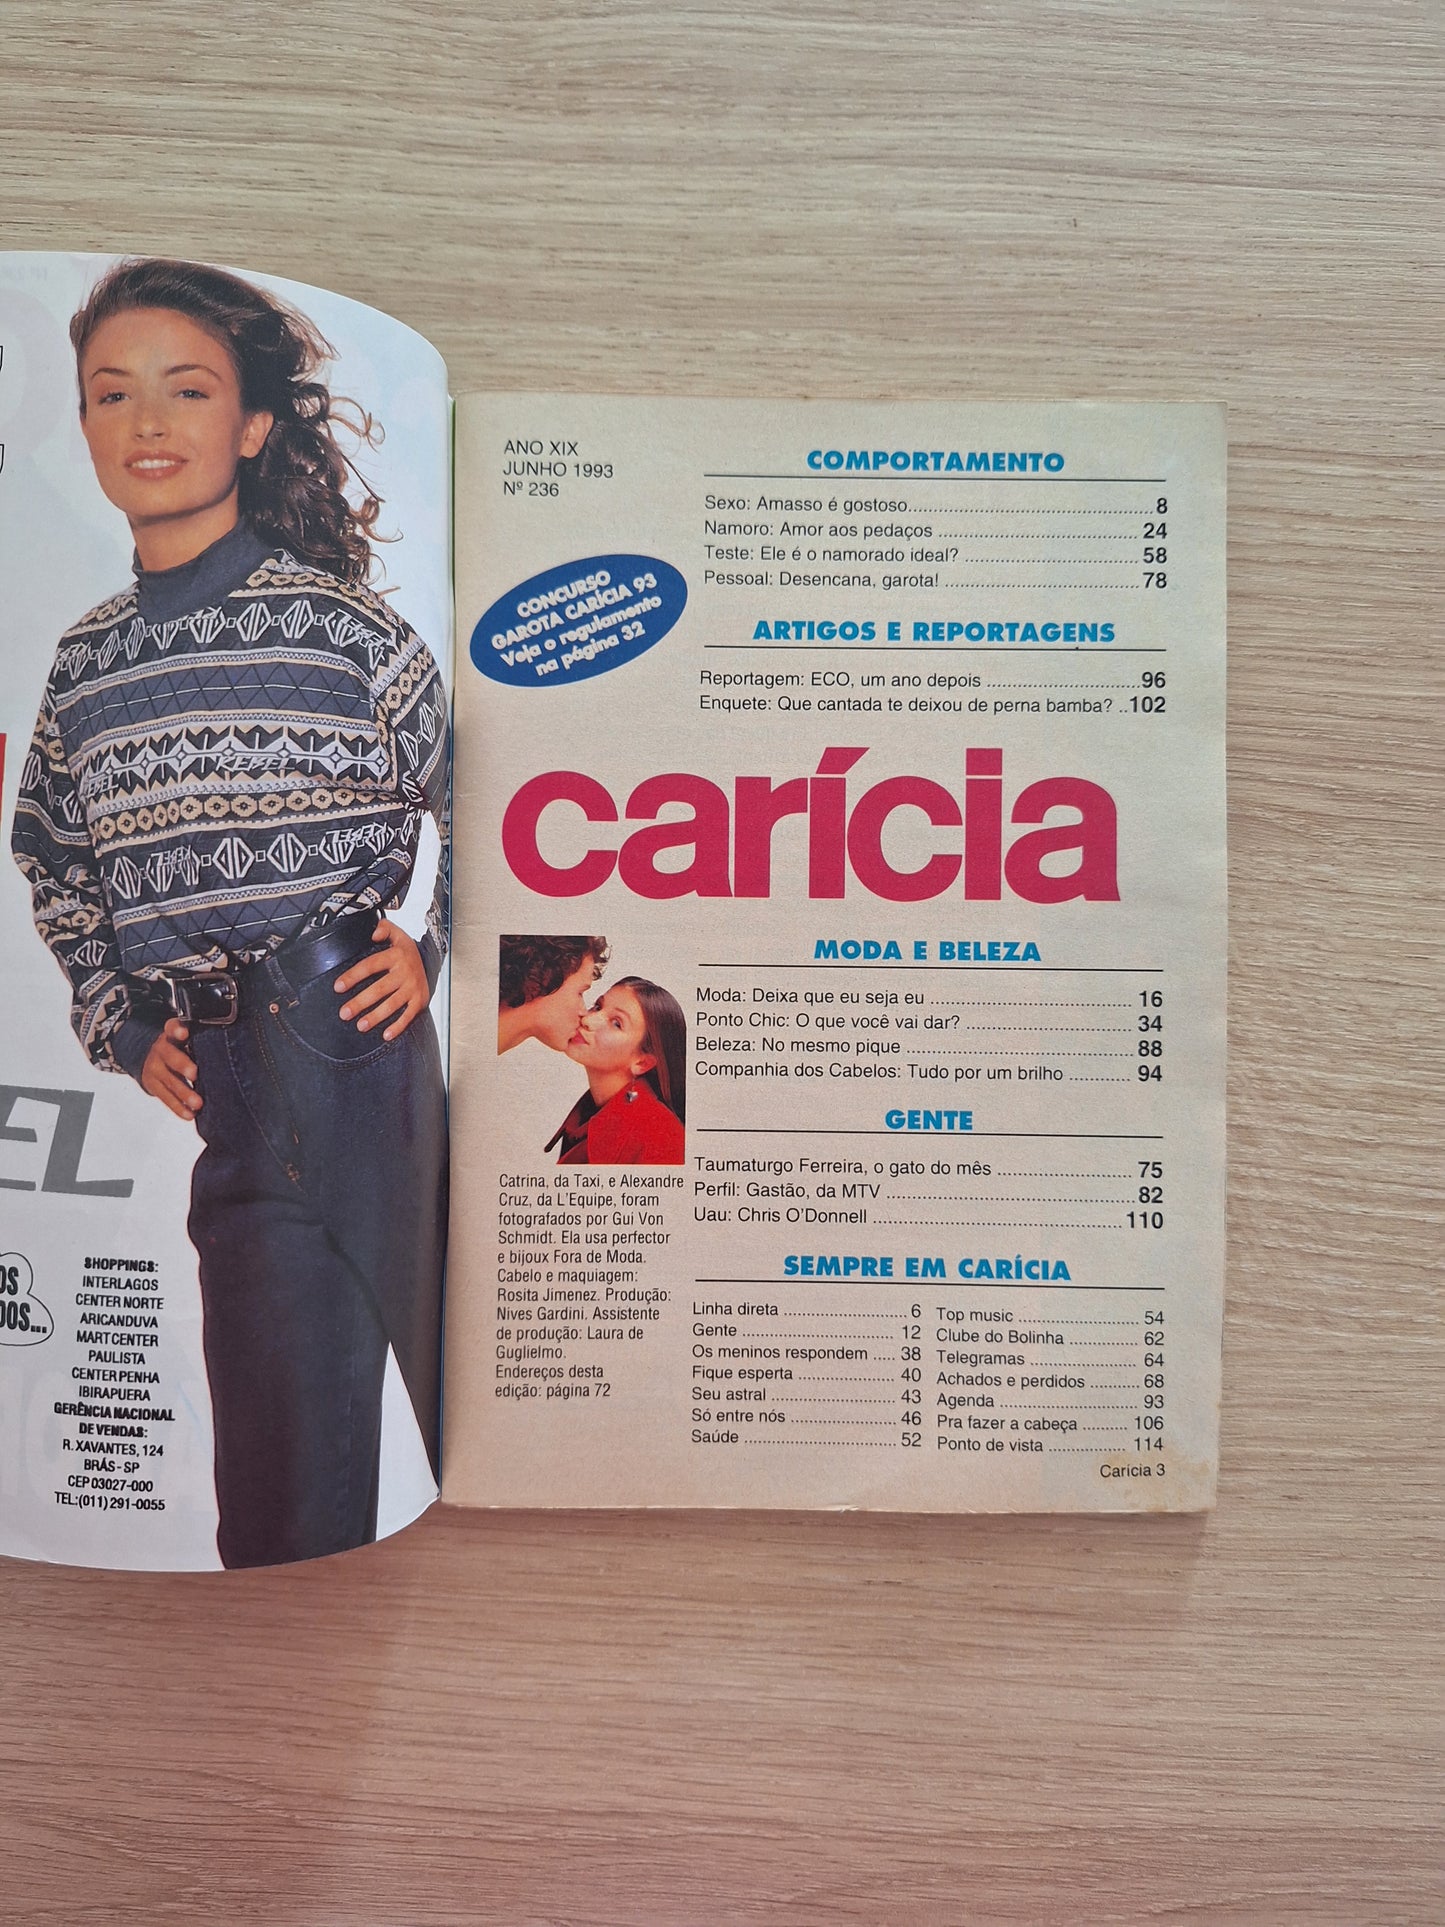 REBEL
SHOPPINGS:
INTERLAGOS
CENTER NORTE
ARICANDUVA
MART CENTER
PAULISTA
CENTER PENHA
IBIRAPUERA
GERÊNCIA NACIONAL
DE VENDAS:
R. XAVANTES, 124
BRÁS - SP
CEP 03027-000
TEL:(011) 291-0055
ANO XIX
JUNHO 1993
Nº 236
CONCURSO
GAROTA CARÍCIA 93
Veja o regulamento
na página 32
COMPORTAMENTO
Sexo: Amasso é gostoso 8
Namoro: Amor aos pedaços 24
Teste: Ele é o namorado ideal? 58
Pessoal: Desencana, garota! 78
ARTIGOS E REPORTAGENS
Reportagem: ECO, um ano depois 96
Enquete: Que cantada te deixou de perna bamba? ..102
carícia
MODA E BELEZA
Moda: Deixa que eu seja eu 16
Ponto Chic: O que você vai dar? 34
Beleza: No mesmo pique 88
Companhia dos Cabelos: Tudo por um brilho 94
GENTE
Taumaturgo Ferreira, o gato do mês 75
Perfil: Gastão, da MTV 82
Uau: Chris O'Donnell 110
Catrina, da Taxi, e Alexandre
Cruz, da L'Equipe, foram
fotografados por Gui Von
Schmidt. Ela usa perfector
e bijoux Fora de Moda.
Cabelo e maquiagem:
Rosita Jimenez. Produção:
Nives Gardini. Assistente
de produção: Laura de
Guglielmo.
Endereços desta
edição: página 72
SEMPRE EM CARÍCIA
Linha direta 6
Gente 12
Os meninos respondem 38
Fique esperta 40
Seu astral 43
Só entre nós 46
Saúde 52
Top music 54
Clube do Bolinha 62
Telegramas 64
Achados e perdidos 68
Agenda 93
Pra fazer a cabeça 106
Ponto de vista 114
Carícia 3